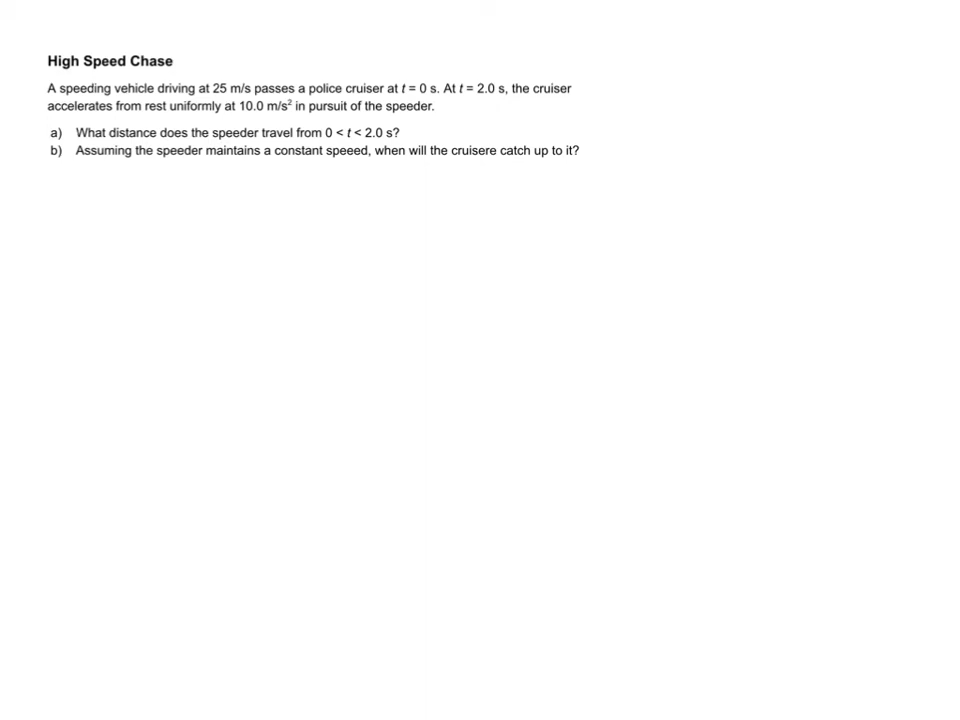 High Speed Chase
A speeding vehicle driving at 25 m/s passes a police cruiser at t = 0 s. At t = 2.0 s, the cruiser
accelerates from rest uniformly at 10.0 m/s² in pursuit of the speeder.
a) What distance does the speeder travel from 0 < t < 2.0 s?
b) Assuming the speeder maintains a constant speeed, when will the cruisere catch up to it?